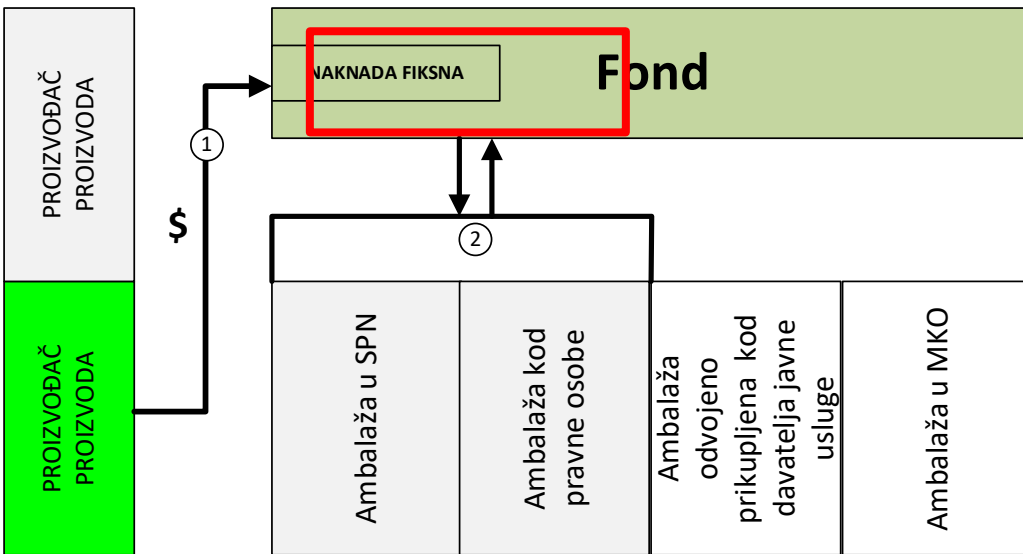 PROIZVOĐAČ
PROIZVODA
NAKNADA FIKSNA
Fond
1
$
2
PROIZVOĐAČ
PROIZVODA
Ambalaža u SPN
Ambalaža kod
pravne osobe
Ambalaža
odvojeno
prikupljena kod
davatelja javne
usluge
Ambalaža u MKO